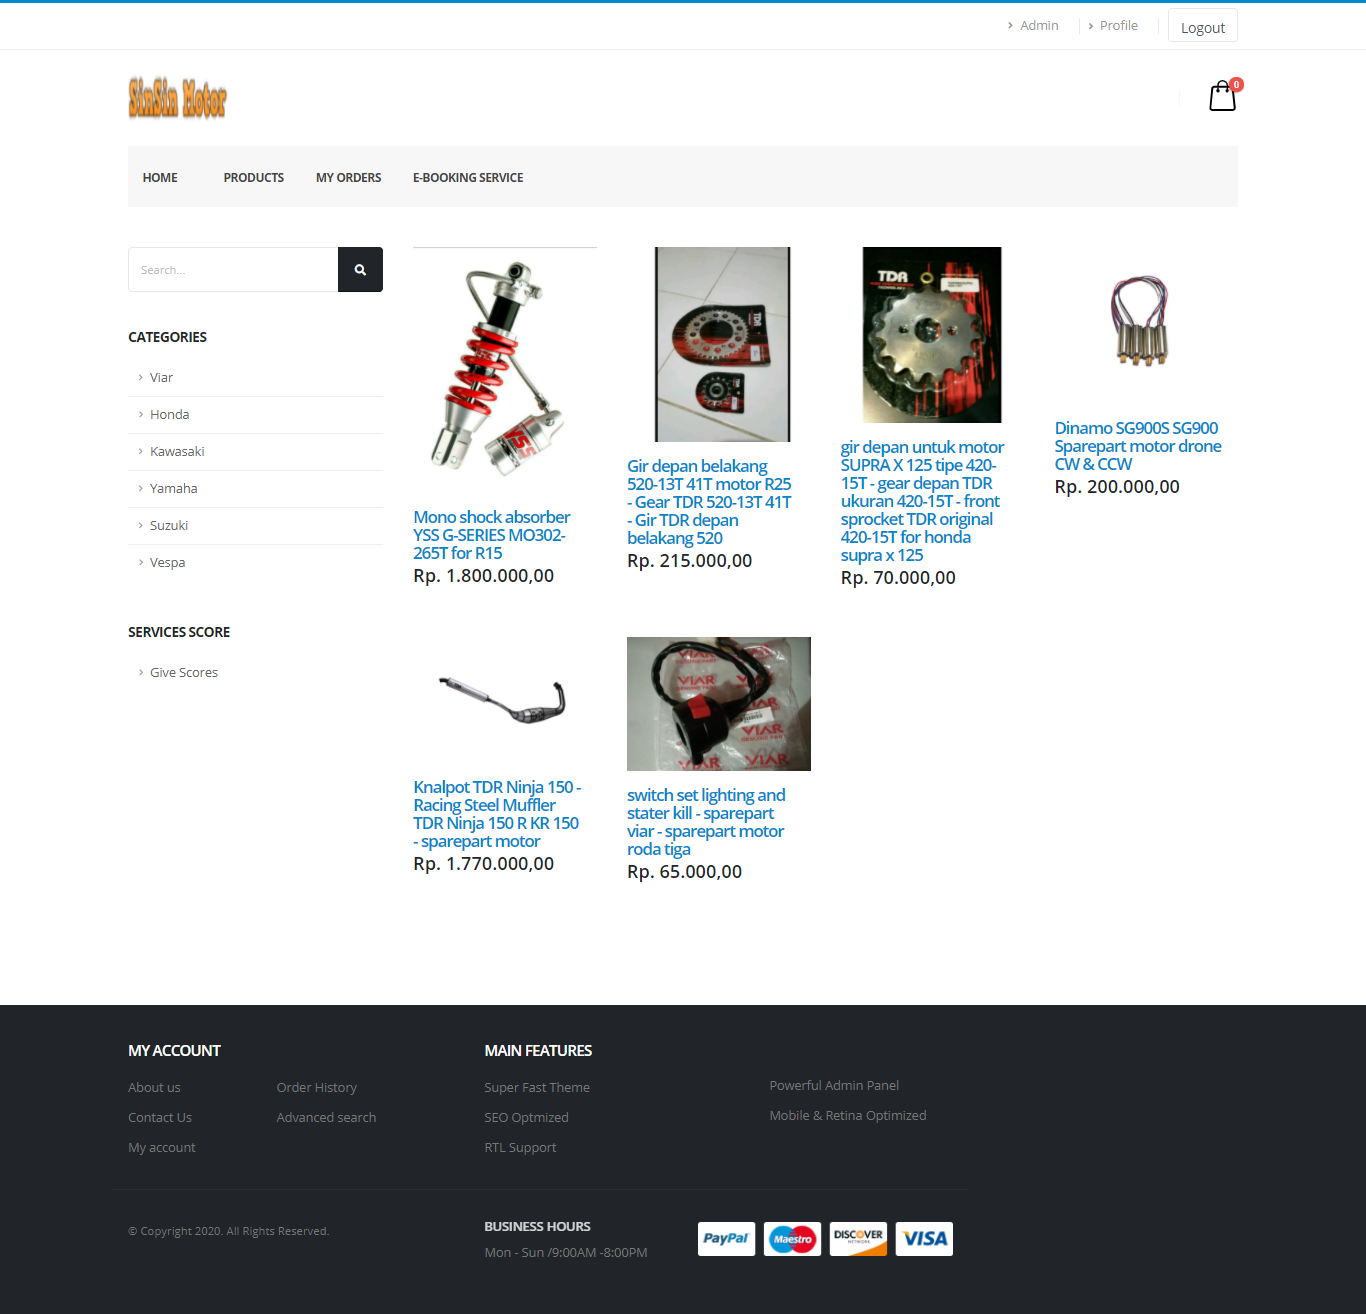 Admin
Profile
Logout
SinSin Motor
0
HOME
PRODUCTS
MY ORDERS
E-BOOKING SERVICE
Search...
CATEGORIES
Viar
Honda
Kawasaki
Yamaha
Suzuki
Vespa
SERVICES SCORE
Give Scores
YSS
Mono shock absorber
YSS G-SERIES MO302-
265T for R15
Rp. 1.800.000,00
TDR
Gir depan belakang
520-13T 41T motor R25
- Gear TDR 520-13T 41T
- Gir TDR depan
belakang 520
Rp. 215.000,00
TDR
gir depan untuk motor
SUPRA X 125 tipe 420-
15T - gear depan TDR
ukuran 420-15T - front
sprocket TDR original
420-15T for honda
supra x 125
Rp. 70.000,00
Dinamo SG900S SG900
Sparepart motor drone
CW & CCW
Rp. 200.000,00
Knalpot TDR Ninja 150 -
Racing Steel Muffler
TDR Ninja 150 R KR 150
- sparepart motor
Rp. 1.770.000,00
VIAR
VIAR
VIAR
VIAR
switch set lighting and
stater kill - sparepart
viar - sparepart motor
roda tiga
Rp. 65.000,00
MY ACCOUNT
About us
Order History
Contact Us
Advanced search
My account
MAIN FEATURES
Super Fast Theme
Powerful Admin Panel
SEO Optmized
Mobile & Retina Optimized
RTL Support
© Copyright 2020. All Rights Reserved.
BUSINESS HOURS
Mon - Sun /9:00AM -8:00PM
PayPal
Maestro
DISCOVER
NETWORK
VISA